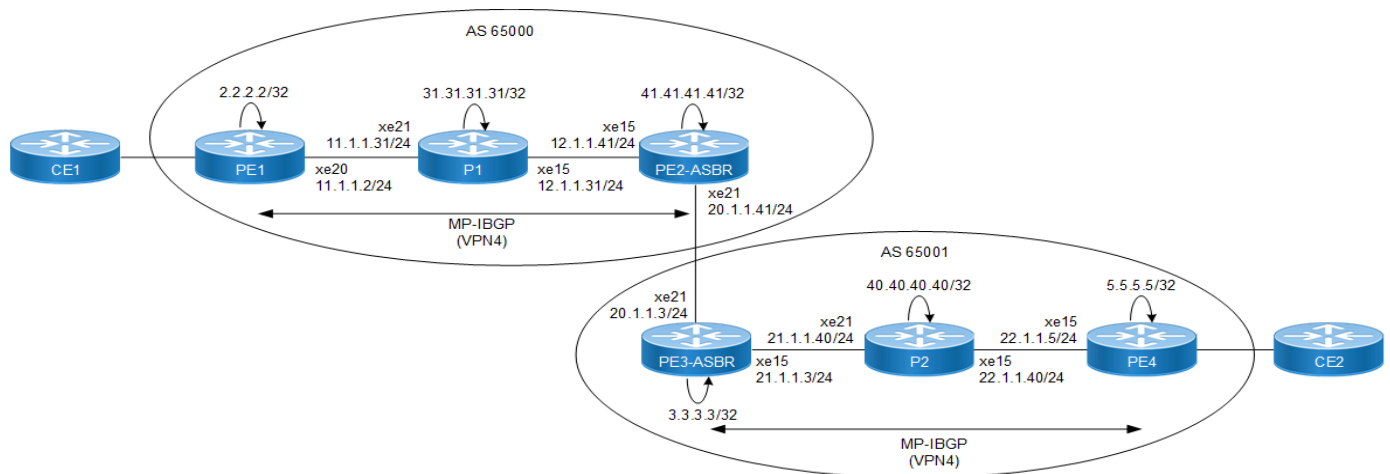 AS 65000
2.2.2.2/32
31.31.31.31/32
41.41.41.41/32
xe21
11.1.1.31/24
xe15
12.1.1.41/24
CE1
PE1
P1
PE2-ASBR
xe20
11.1.1.2/24
xe15
12.1.1.31/24
xe21
20.1.1.41/24
MP-IBGP
(VPN4)
AS 65001
40.40.40.40/32
5.5.5.5/32
xe21
20.1.1.3/24
xe21
21.1.1.40/24
xe15
22.1.1.5/24
PE3-ASBR
P2
PE4
CE2
xe15
21.1.1.3/24
xe15
22.1.1.40/24
3.3.3.3/32
MP-IBGP
(VPN4)